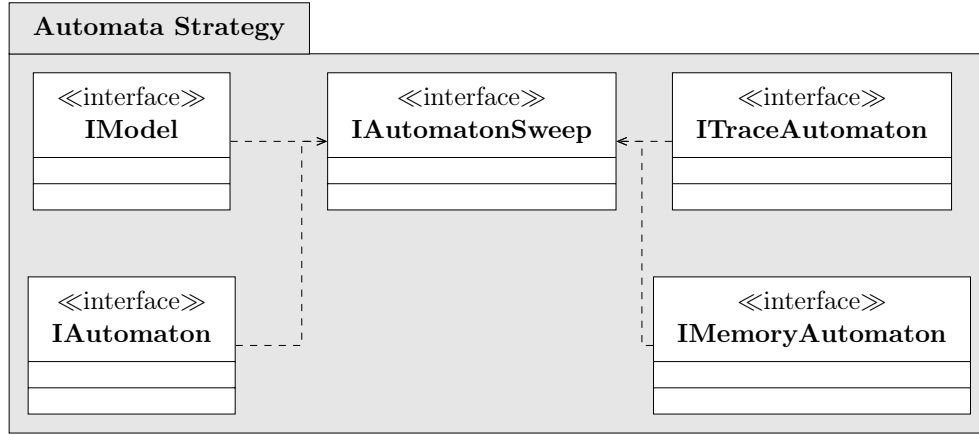 Automata Strategy
≪interface≫
IModel
≪interface≫
IAutomatonSweep
≪interface≫
ITraceAutomaton
≪interface≫
IAutomaton
≪interface≫
IMemoryAutomaton